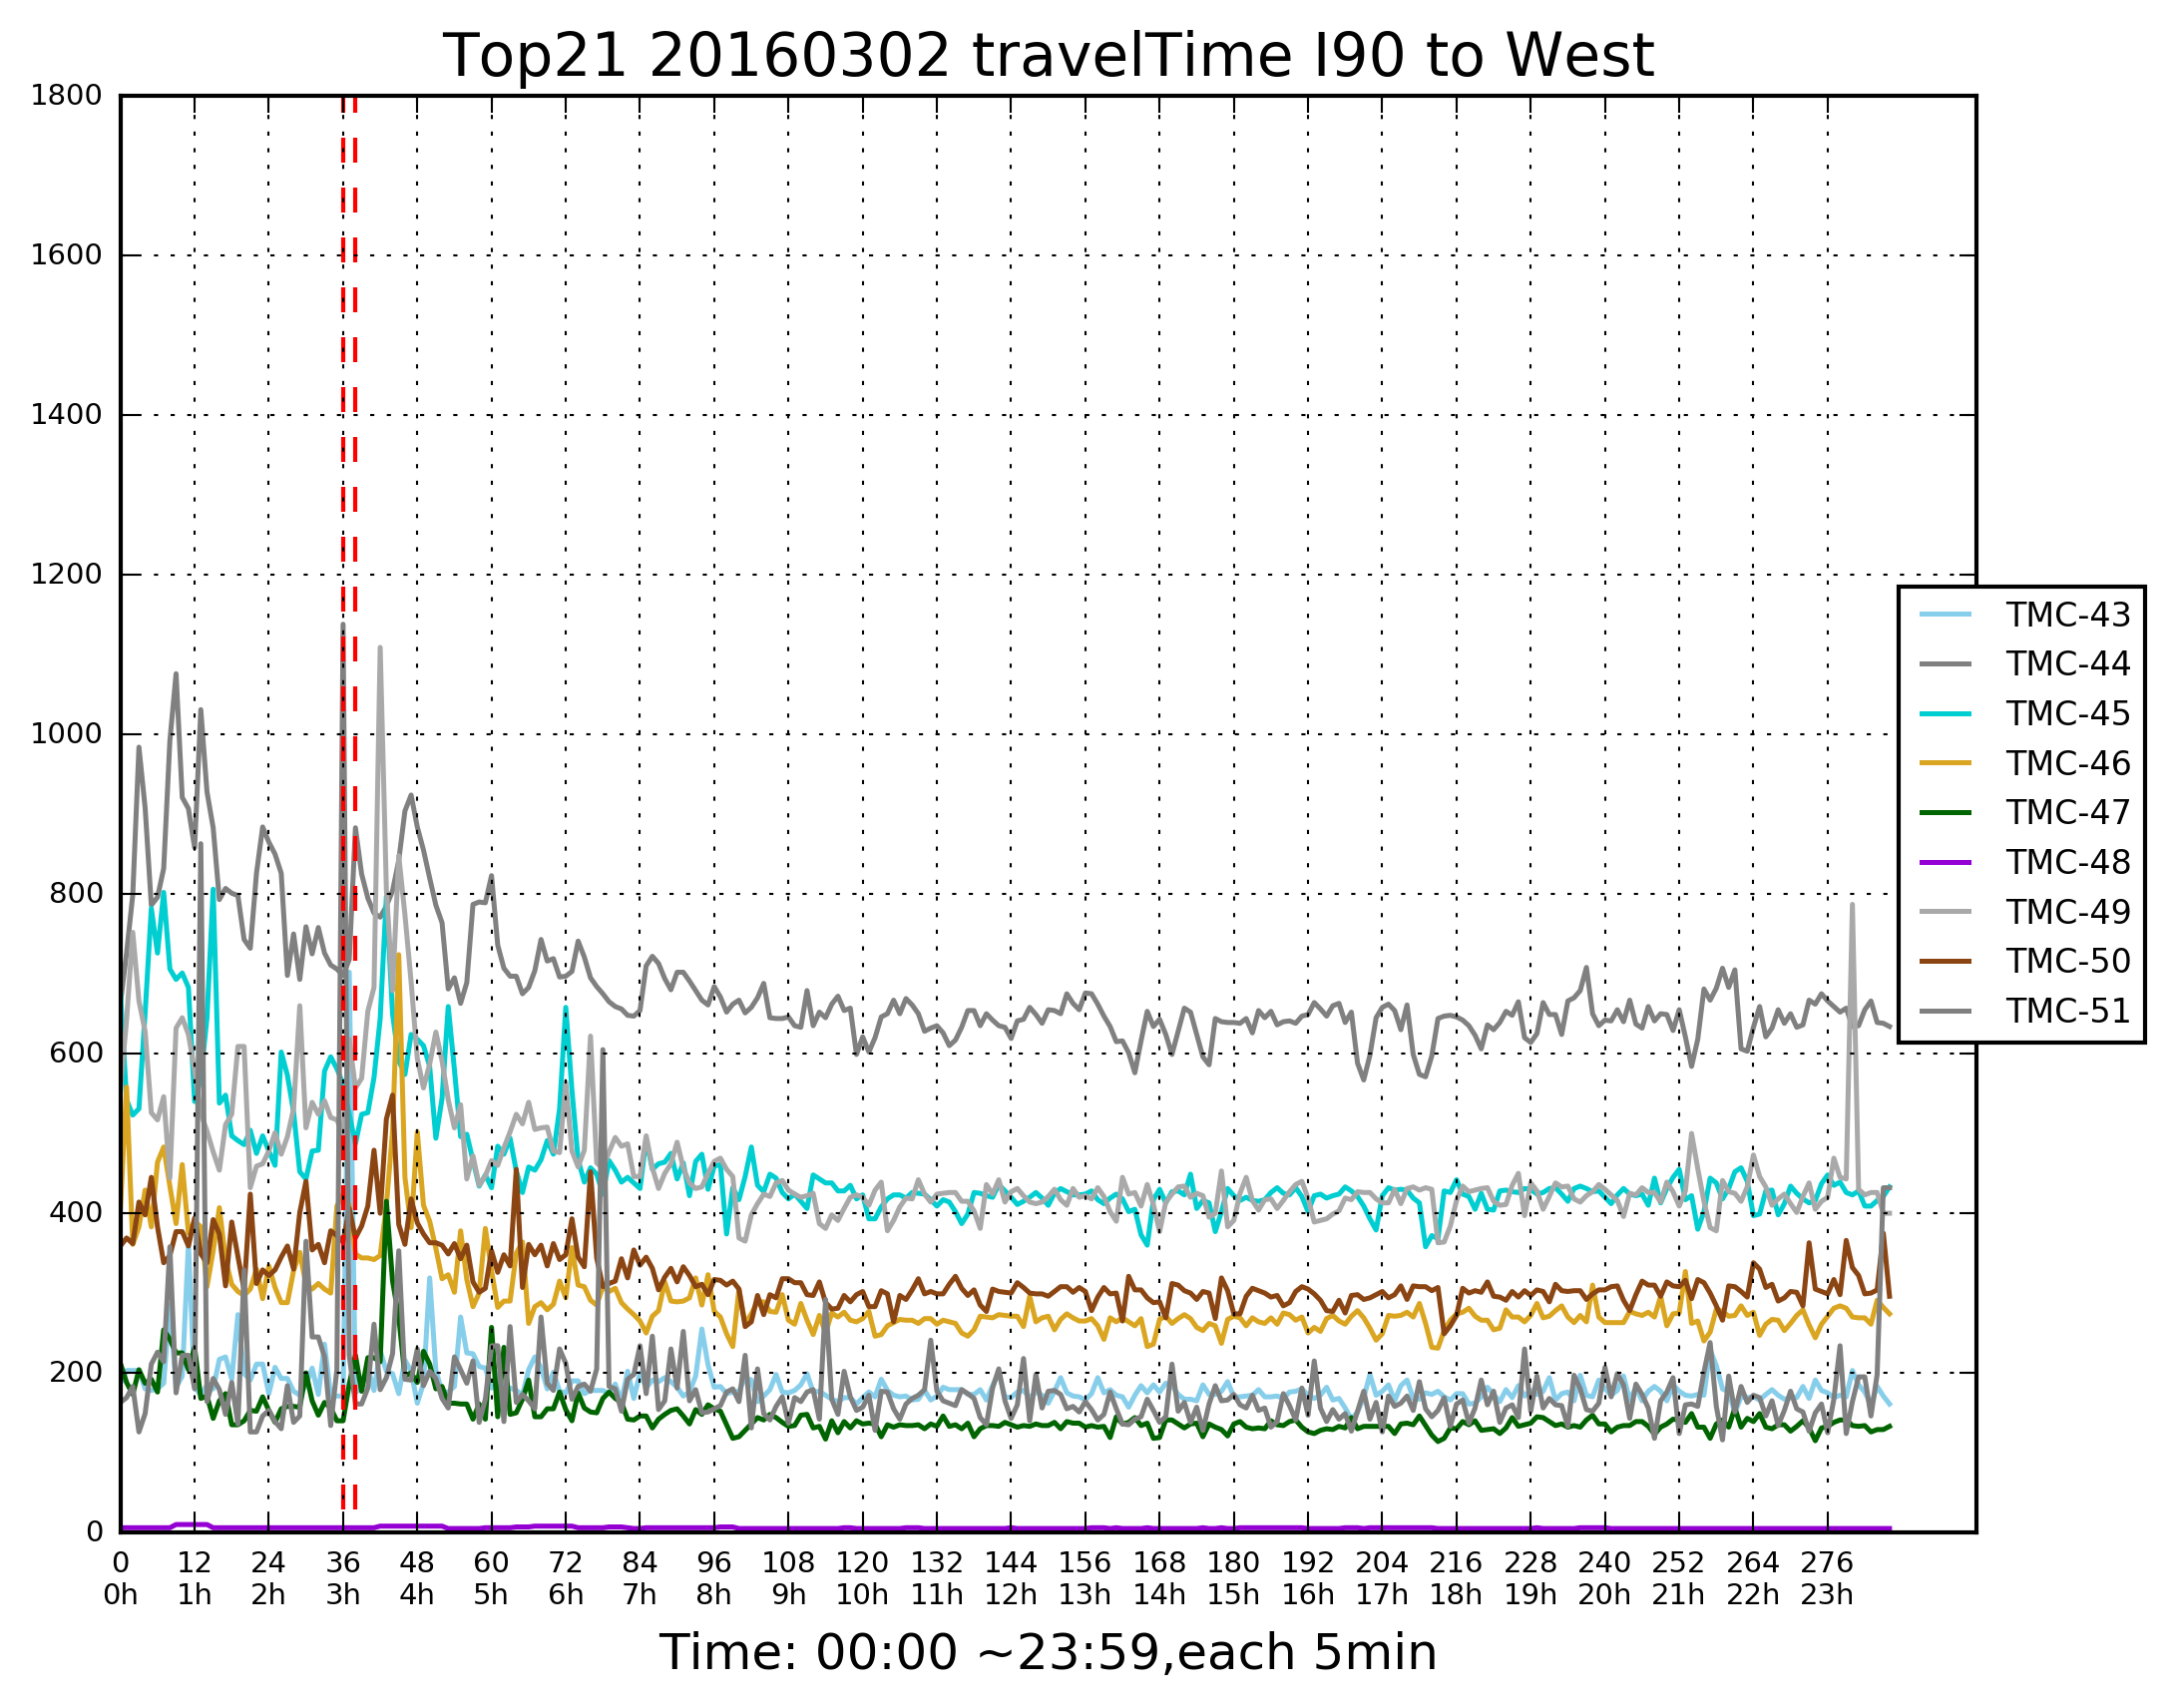 Top21 20160302 travelTime I90 to West
1800
1600
1400
1200
1000
800
600
400
200
0
TMC-43
TMC-44
TMC-45
TMC-46
TMC-47
TMC-48
TMC-49
TMC-50
TMC-51
0 12 24 36 48 60 72 84 96 108 120 132 144 156 168 180 192 204 216 228 240 252 264 276
0h 1h 2h 3h 4h 5h 6h 7h 8h 9h 10h 11h 12h 13h 14h 15h 16h 17h 18h 19h 20h 21h 22h 23h
Time: 00:00 ~23:59,each 5min